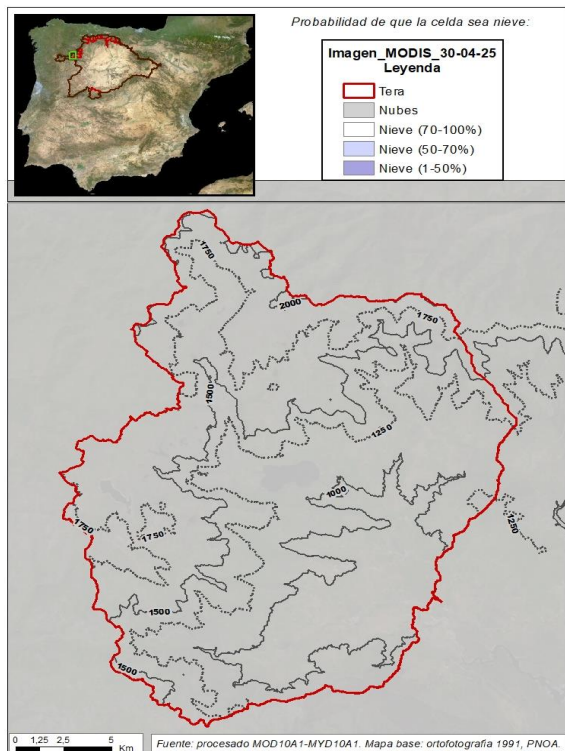 Probabilidad de que la celda sea nieve:
Imagen_MODIS_30-04-25
Leyenda
Tera
Nubes
Nieve (70-100%)
Nieve (50-70%)
Nieve (1-50%)
1750
2000
1750
1500
1250
1000
1250
1750
1750
1500
1500
0 1,25 2,5 5
Km
Fuente: procesado MOD10A1-MYD10A1. Mapa base: ortofotografia 1991, PNOA.